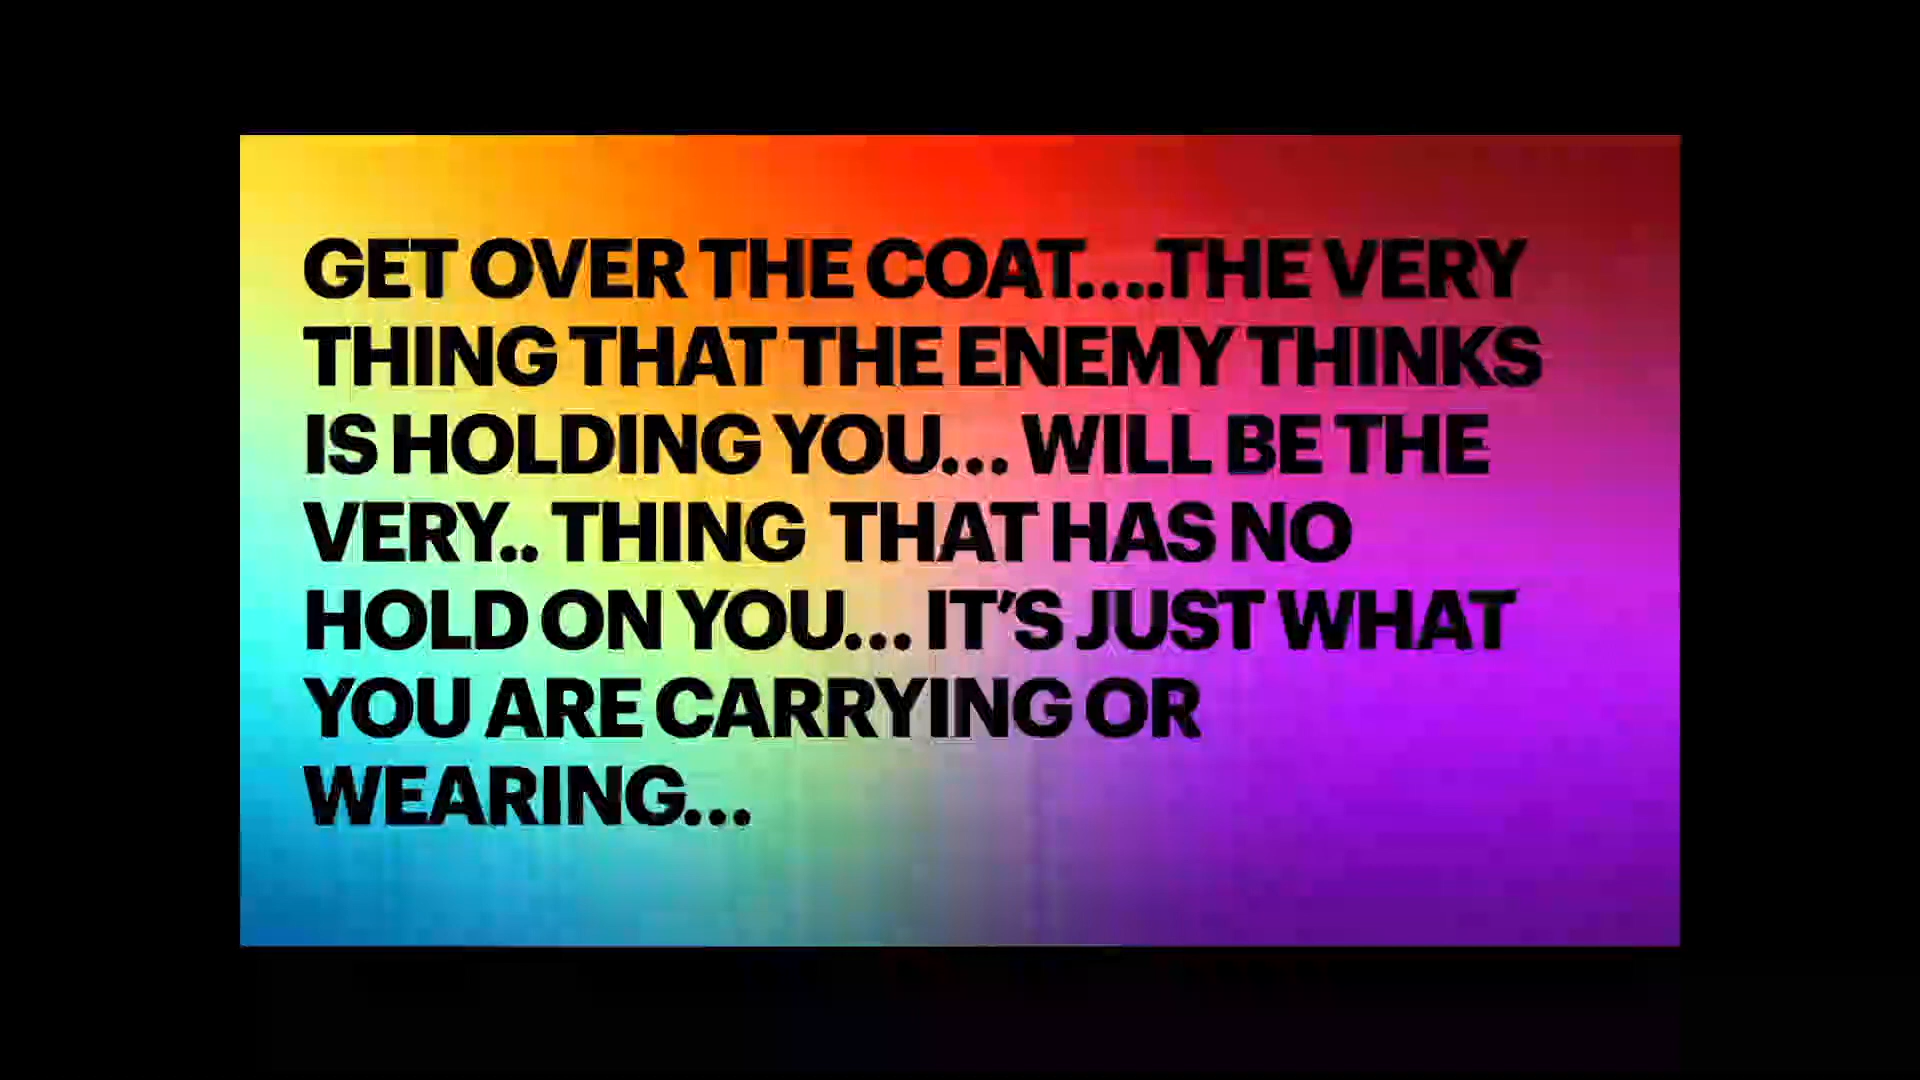 GET OVER THE COAT....THE VERY
THING THAT THE ENEMY THINKS
IS HOLDING YOU... WILL BE THE
VERY.. THING THAT HAS NO
HOLD ON YOU... IT’S JUST WHAT
YOU ARE CARRYING OR
WEARING...